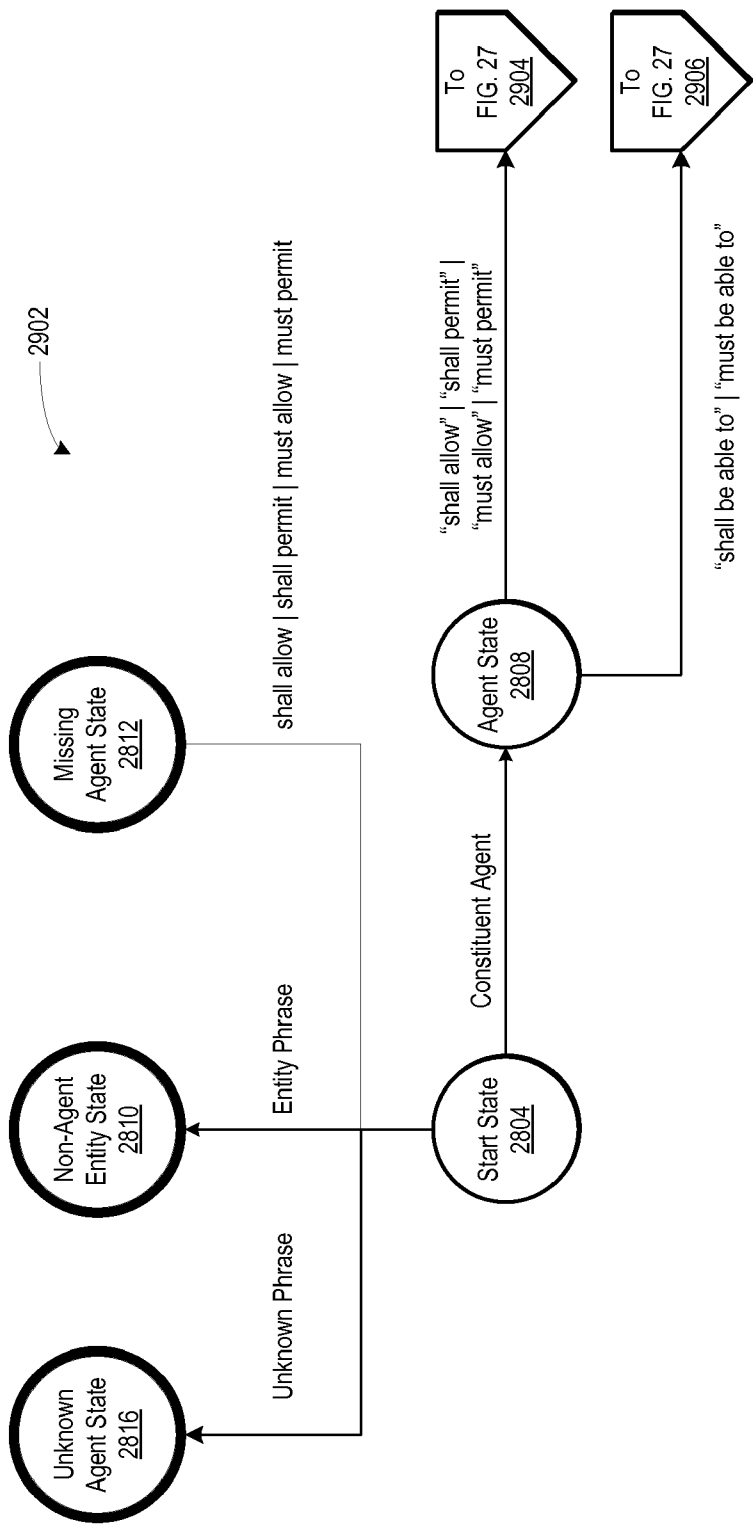 2902
Unknown
Agent State
2816
Non-Agent
Entity State
2810
Missing
Agent State
2812
Unknown Phrase
Entity Phrase
shall allow | shall permit | must allow | must permit
Start State
2804
Constituent Agent
Agent State
2808
“shall allow” | “shall permit” |
“must allow” | “must permit”
To
FIG. 27
2904
“shall be able to” | “must be able to”
To
FIG. 27
2906